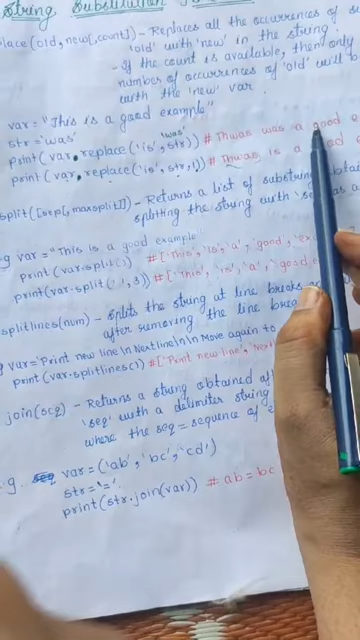 String Substitution
place(old, new[,count]) - Replaces all the occurrences of
'old' with 'new' in the string.
- If the count is available, then only
number of occurrences of 'old' will
with the 'new' var.
var = "This is a good example"
str = 'was'
'was'
print(var.replace('is', str)) # Thwas was a good
print(var.replace('is', str, 1)) # Thwas is a
split([sep[, maxsplit]]) - Returns a list of substring
splitting the string with
g var = "This is a good example"
print(var.split()) # ['This', 'is', 'a', 'good',
print(var.split(' ', 3)) # ['This', 'is', 'a', 'good
splitlines(num) - Splits the string at line breaks
after removing the line
var = 'Print new line\n Nextline\n\n Move again to
print(var.splitlines()) # ['Print new line',
join(seq) - Returns a string obtained
'seq' with a delimiter string
where the seq = sequence of
.g. var = ('ab', 'bc', 'cd')
str = '='
print(str.join(var)) # ab=bc